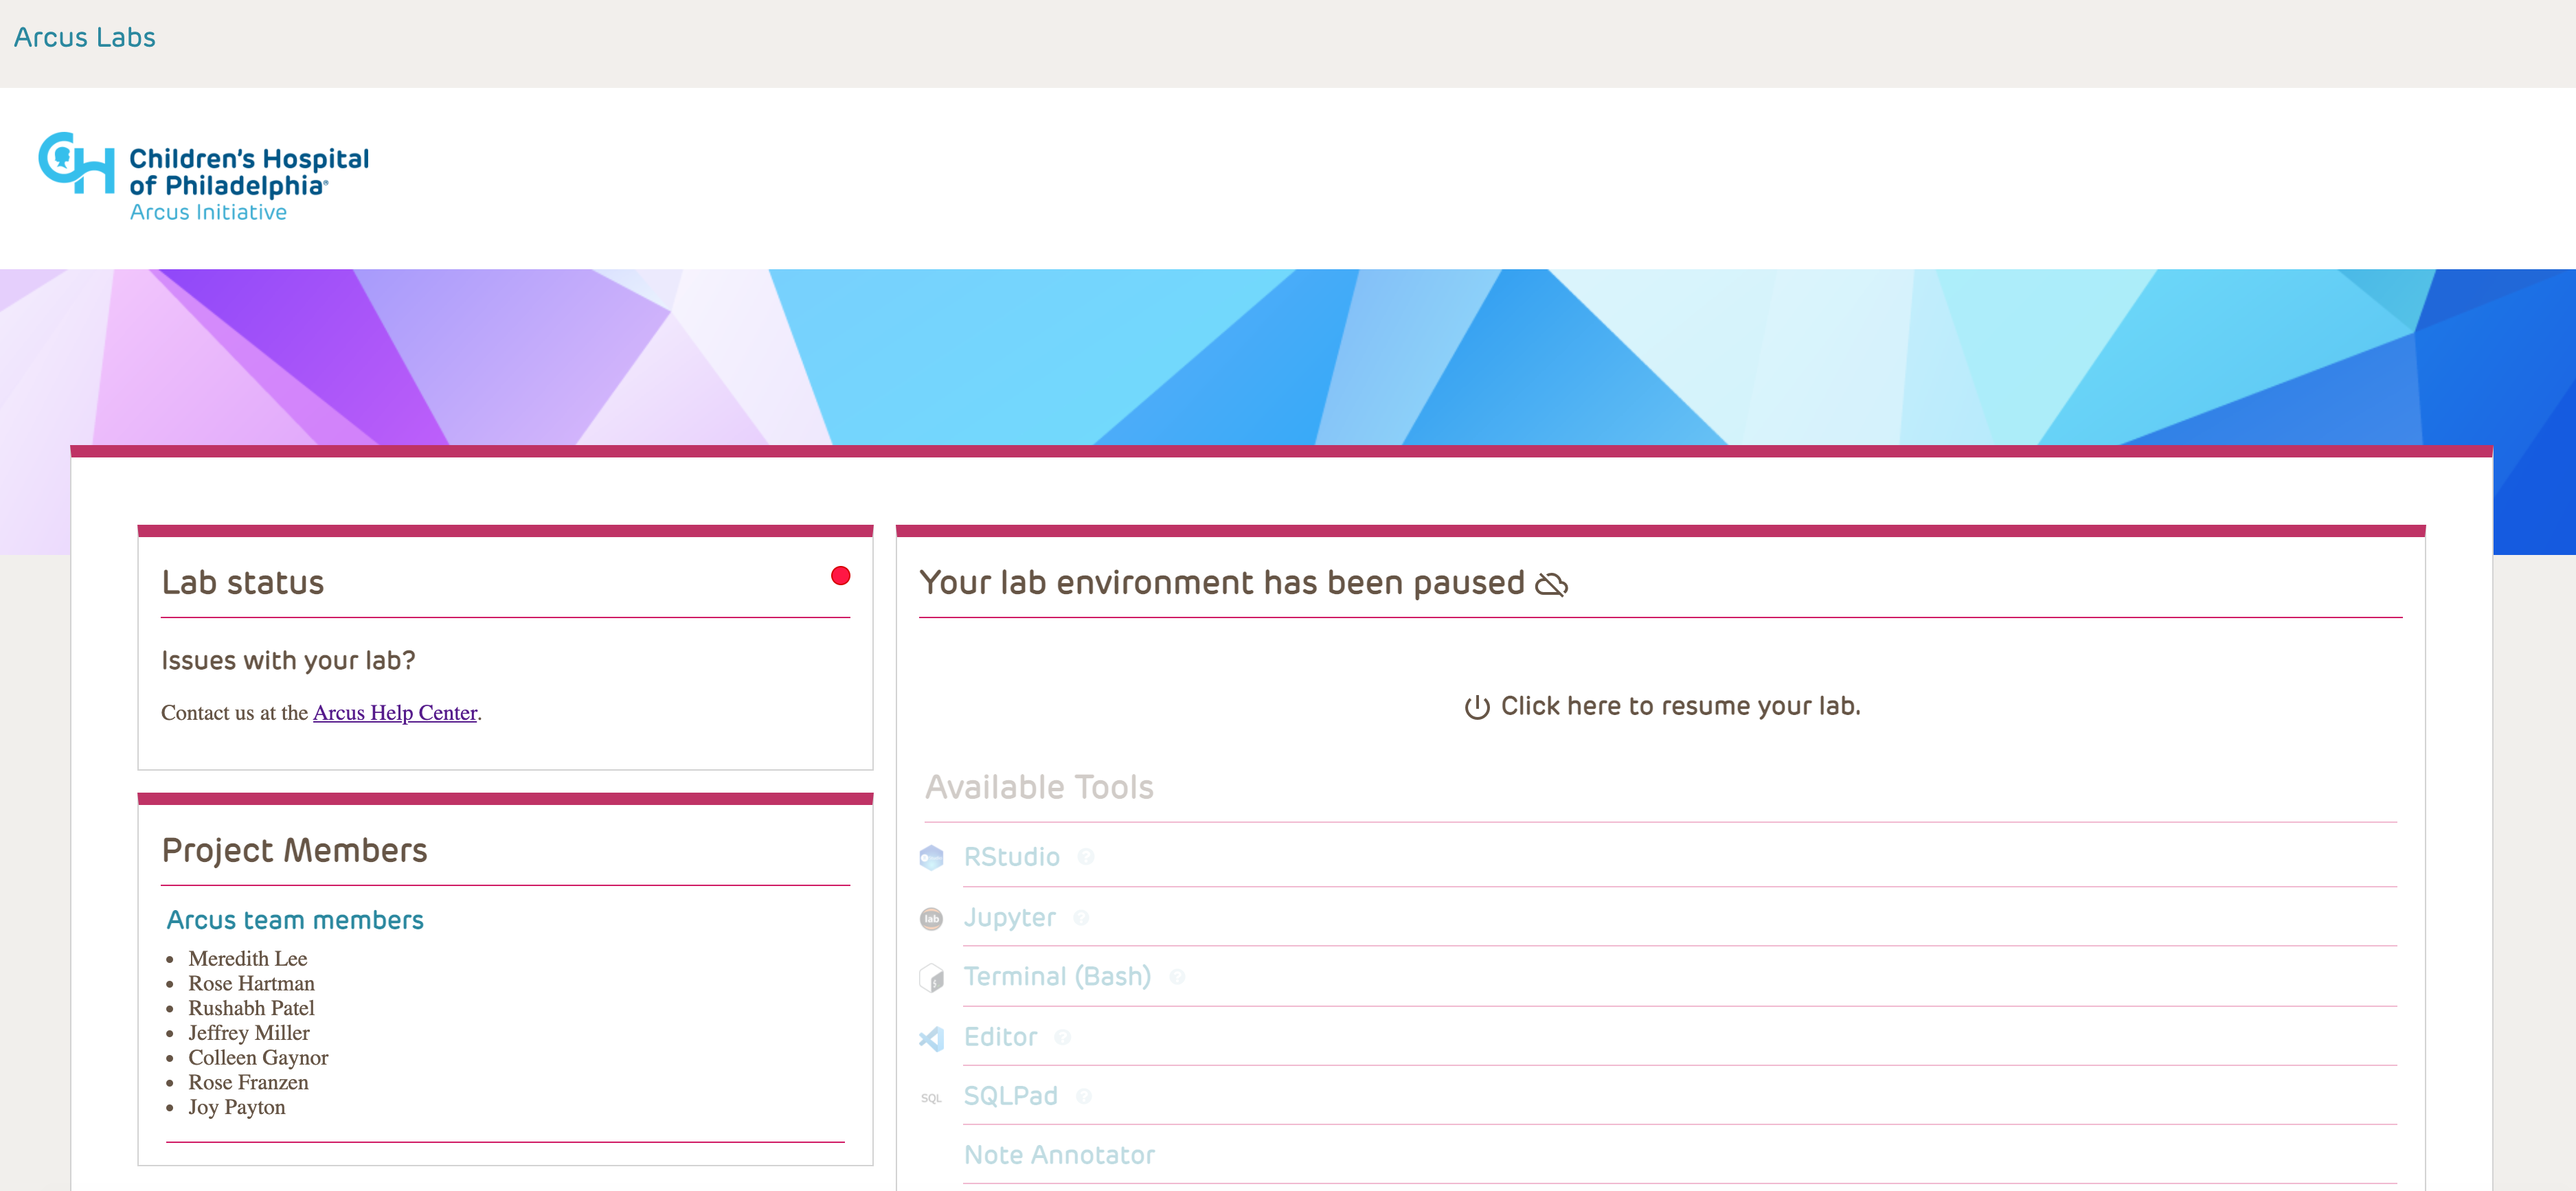 Arcus Labs
Children's Hospital
of Philadelphia®
Arcus Initiative
Lab status
Issues with your lab?
Contact us at the Arcus Help Center.
Project Members
Arcus team members
Meredith Lee
Rose Hartman
Rushabh Patel
Jeffrey Miller
Colleen Gaynor
Rose Franzen
Joy Payton
Your lab environment has been paused
Click here to resume your lab.
Available Tools
RStudio ?
lab Jupyter ?
Terminal (Bash) ?
Editor ?
SQL SQLPad ?
Note Annotator